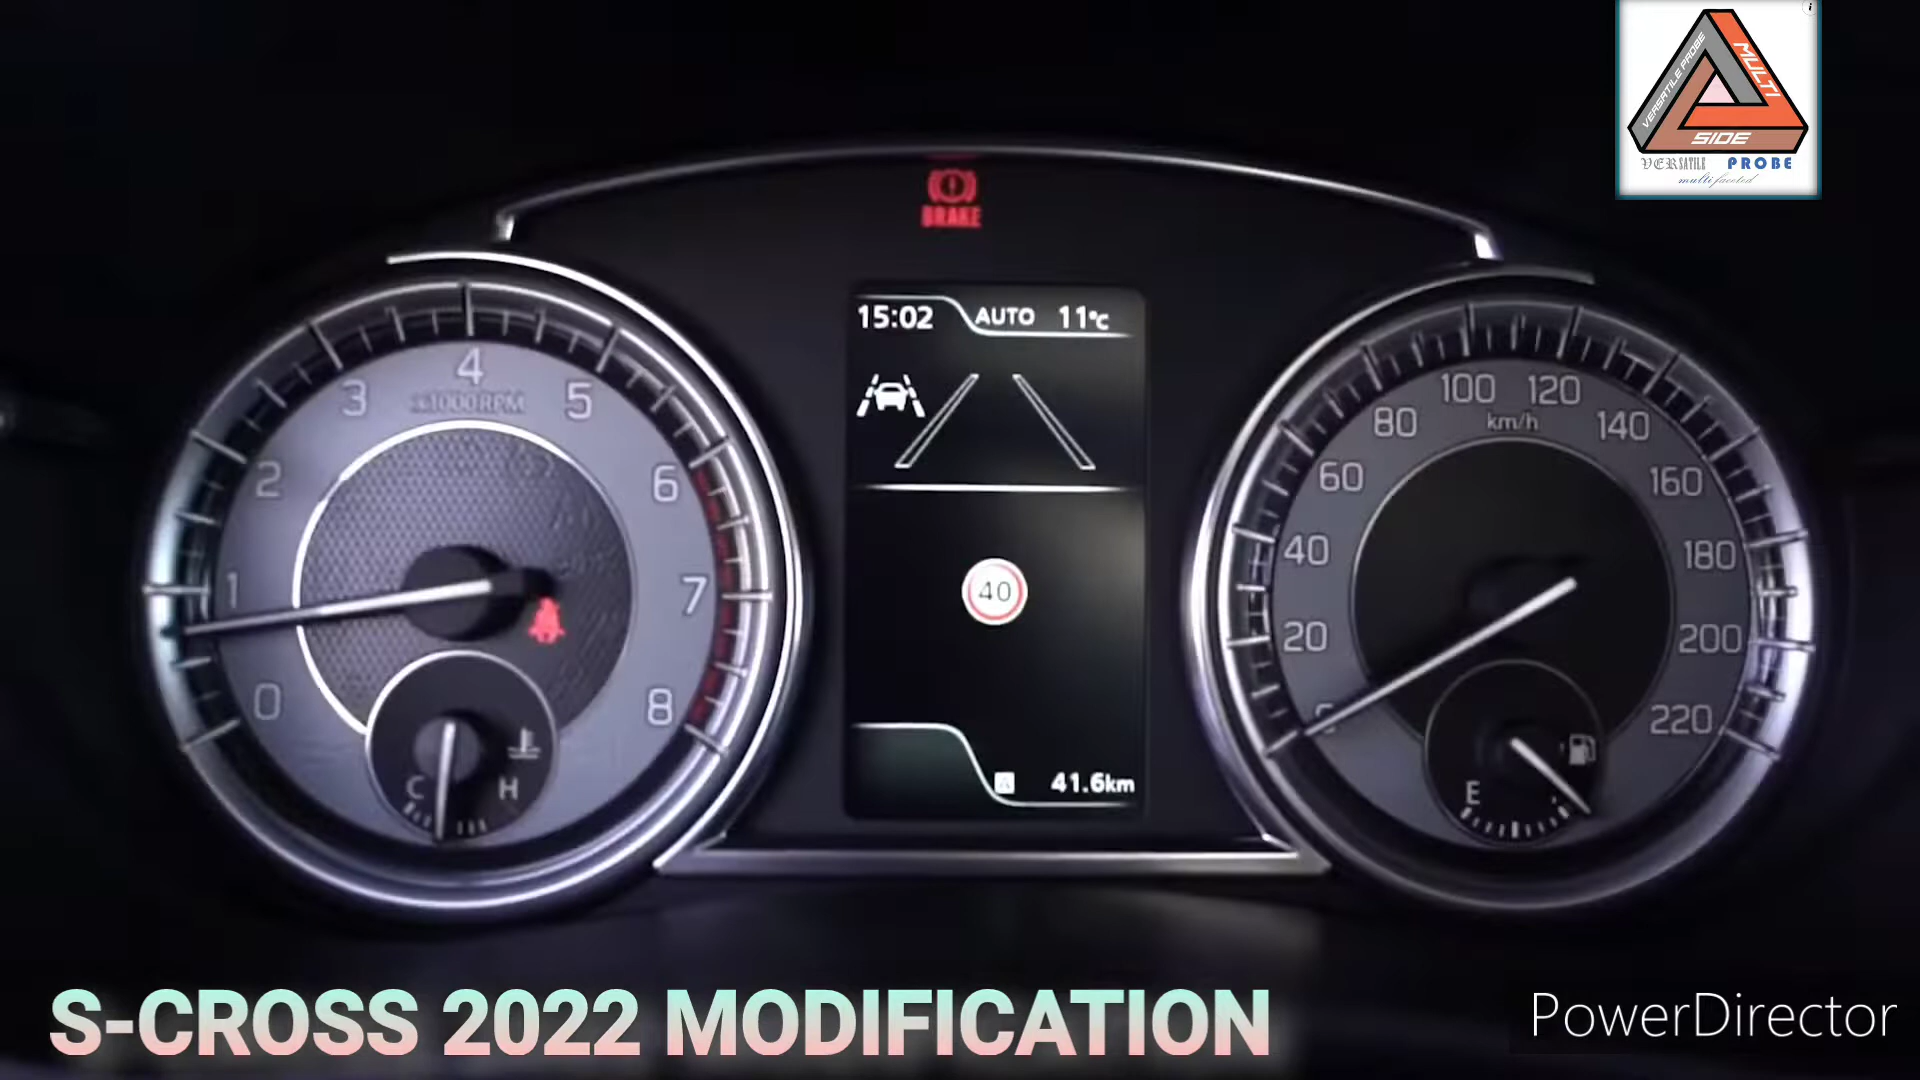 i
VERSATILE PROBE
MULTI
SIDE
VERSATILE PROBE
multi faceted
BRAKE
15:02 AUTO 11°C
40
41.6km
0 1 2 3 4 5 6 7 8
x1000RPM
C H
20 40 60 80 100 120 140 160 180 200 220
km/h
E
S-CROSS 2022 MODIFICATION
PowerDirector